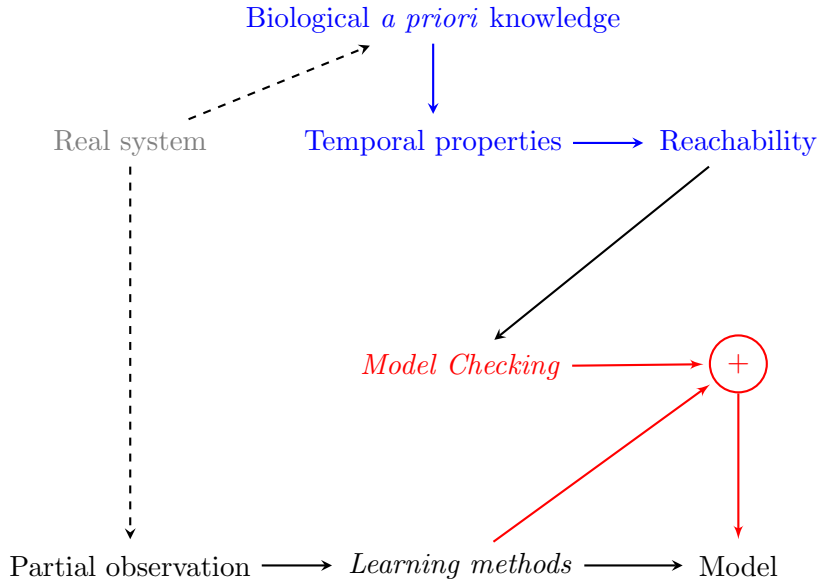 Biological a priori knowledge
Real system
Temporal properties
Reachability
Model Checking
+
Partial observation
Learning methods
Model